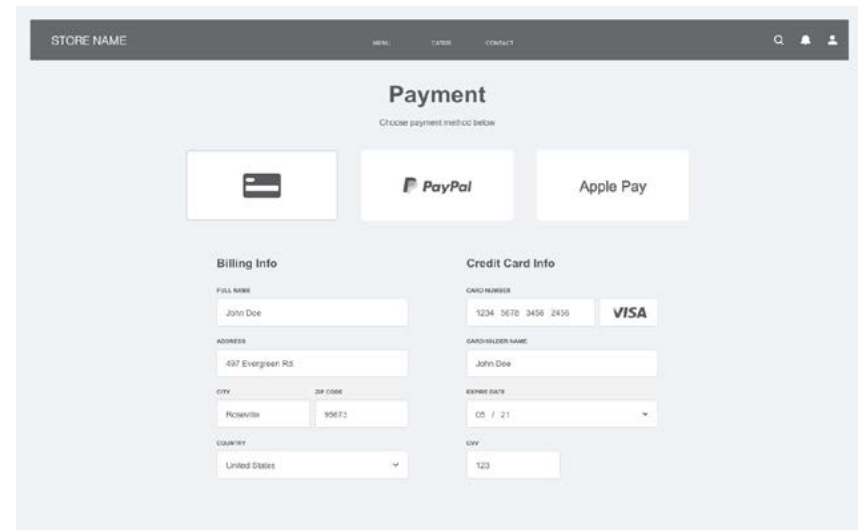 STORE NAME
MENU
CONTACT
Payment
Choose payment method below
PayPal
Apple Pay
Billing Info
FULL NAME
John Doe
ADDRESS
497 Evergreen Rd.
CITY ZIP CODE
Roseville 95673
COUNTRY
United States
Credit Card Info
CARD NUMBER
1234 5678 3456 2456 VISA
CARDHOLDER NAME
John Doe
EXPIRE DATE
05 / 21
CVV
123